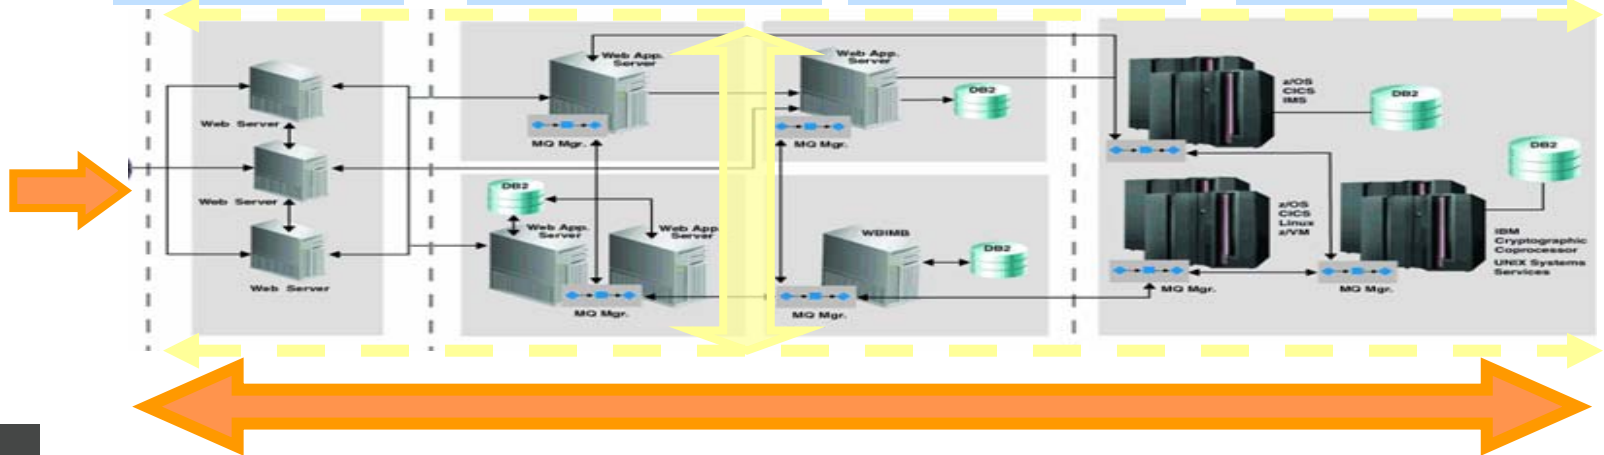 Web Server
Web Server
Web Server
Web App.
Server
MQ Mgr.
DB2
Web App.
Server
Web App
Server
MQ Mgr.
Web App.
Server
MQ Mgr.
DB2
WBIMB
DB2
MQ Mgr.
z/OS
CICS
IMS
DB2
DB2
z/OS
CICS
Linux
z/VM
MQ Mgr.
MQ Mgr.
IBM
Cryptographic
Coprocessor
UNIX Systems
Services